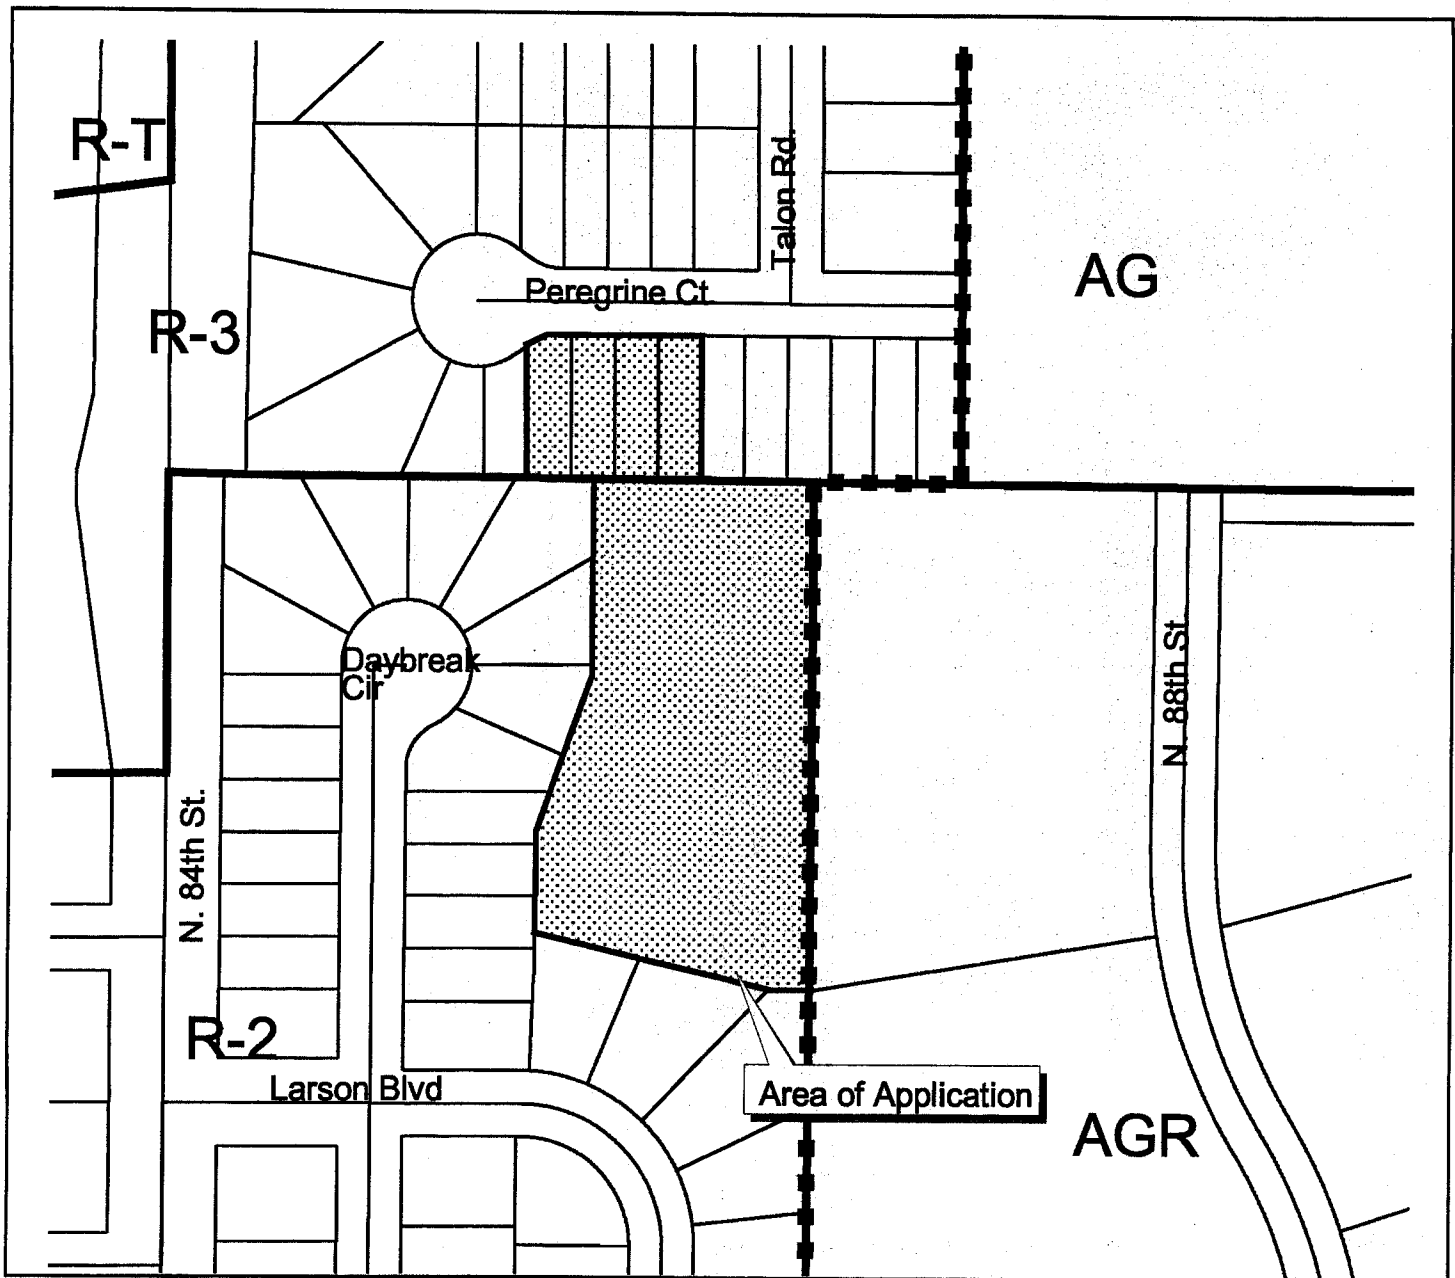 R-T
Talon Rd.
AG
Peregrine Ct.
R-3
N. 88th St.
Daybreak
Cir
N. 84th St.
R-2
Larson Blvd
Area of Application
AGR